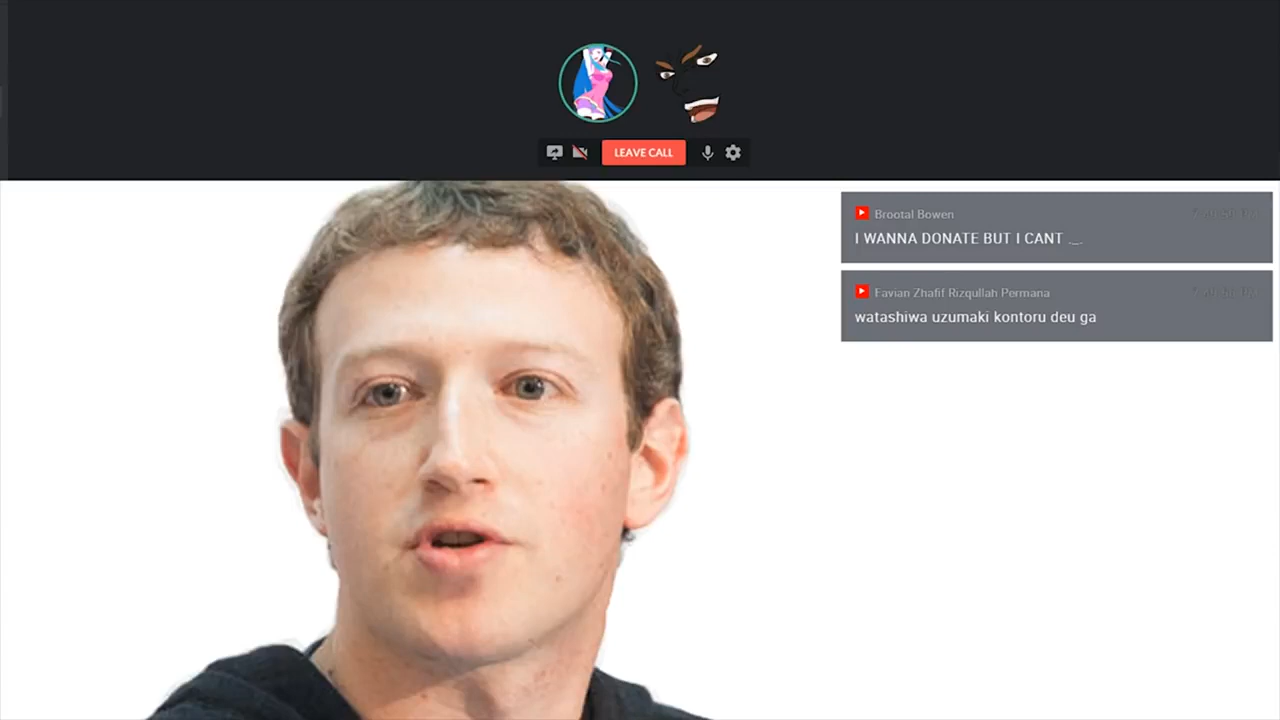 LEAVE CALL
Brootal Bowen
I WANNA DONATE BUT I CANT ._.
Favian Zhafif Rizqullah Permana
watashiwa uzumaki kontoru deu ga